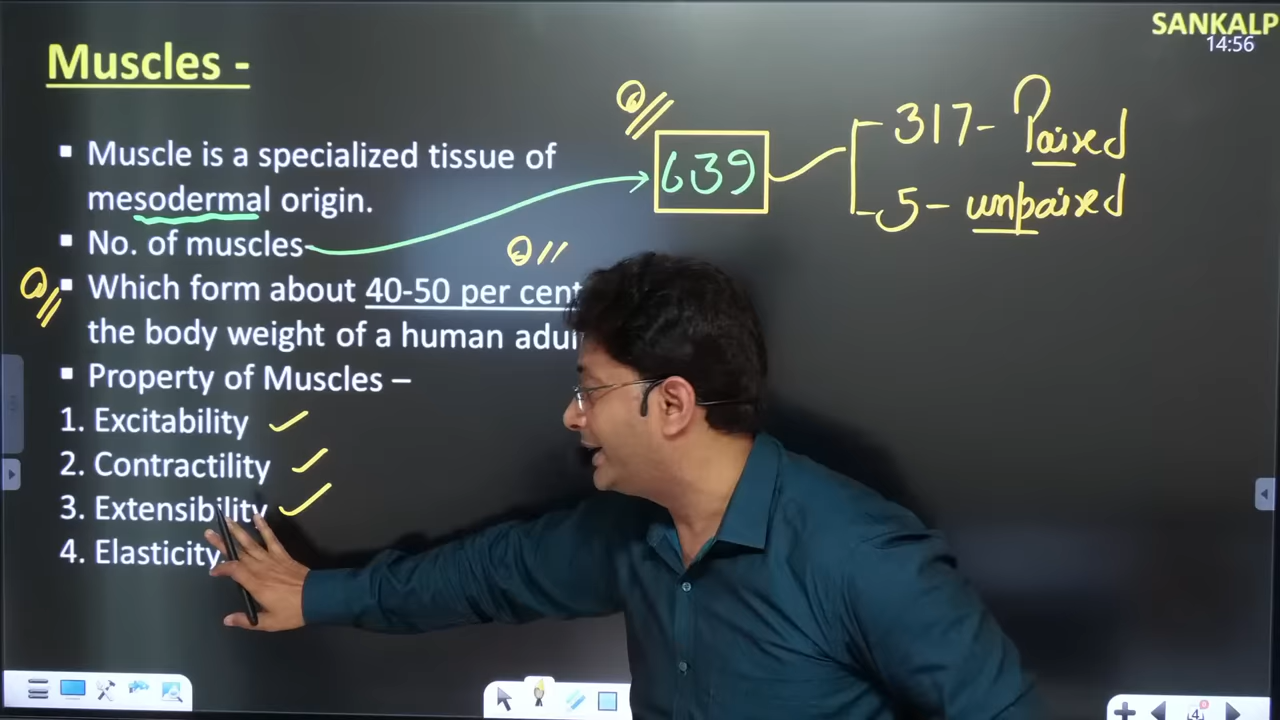 SANKALP
14:56
Muscles -
▪ Muscle is a specialized tissue of
mesodermal origin.
▪ No. of muscles-
639
317- Paired
5- unpaired
Q//
Q//
Q//
▪ Which form about 40-50 per cent
the body weight of a human adul
▪ Property of Muscles –
1. Excitability
2. Contractility
3. Extensibility
4. Elasticity
4